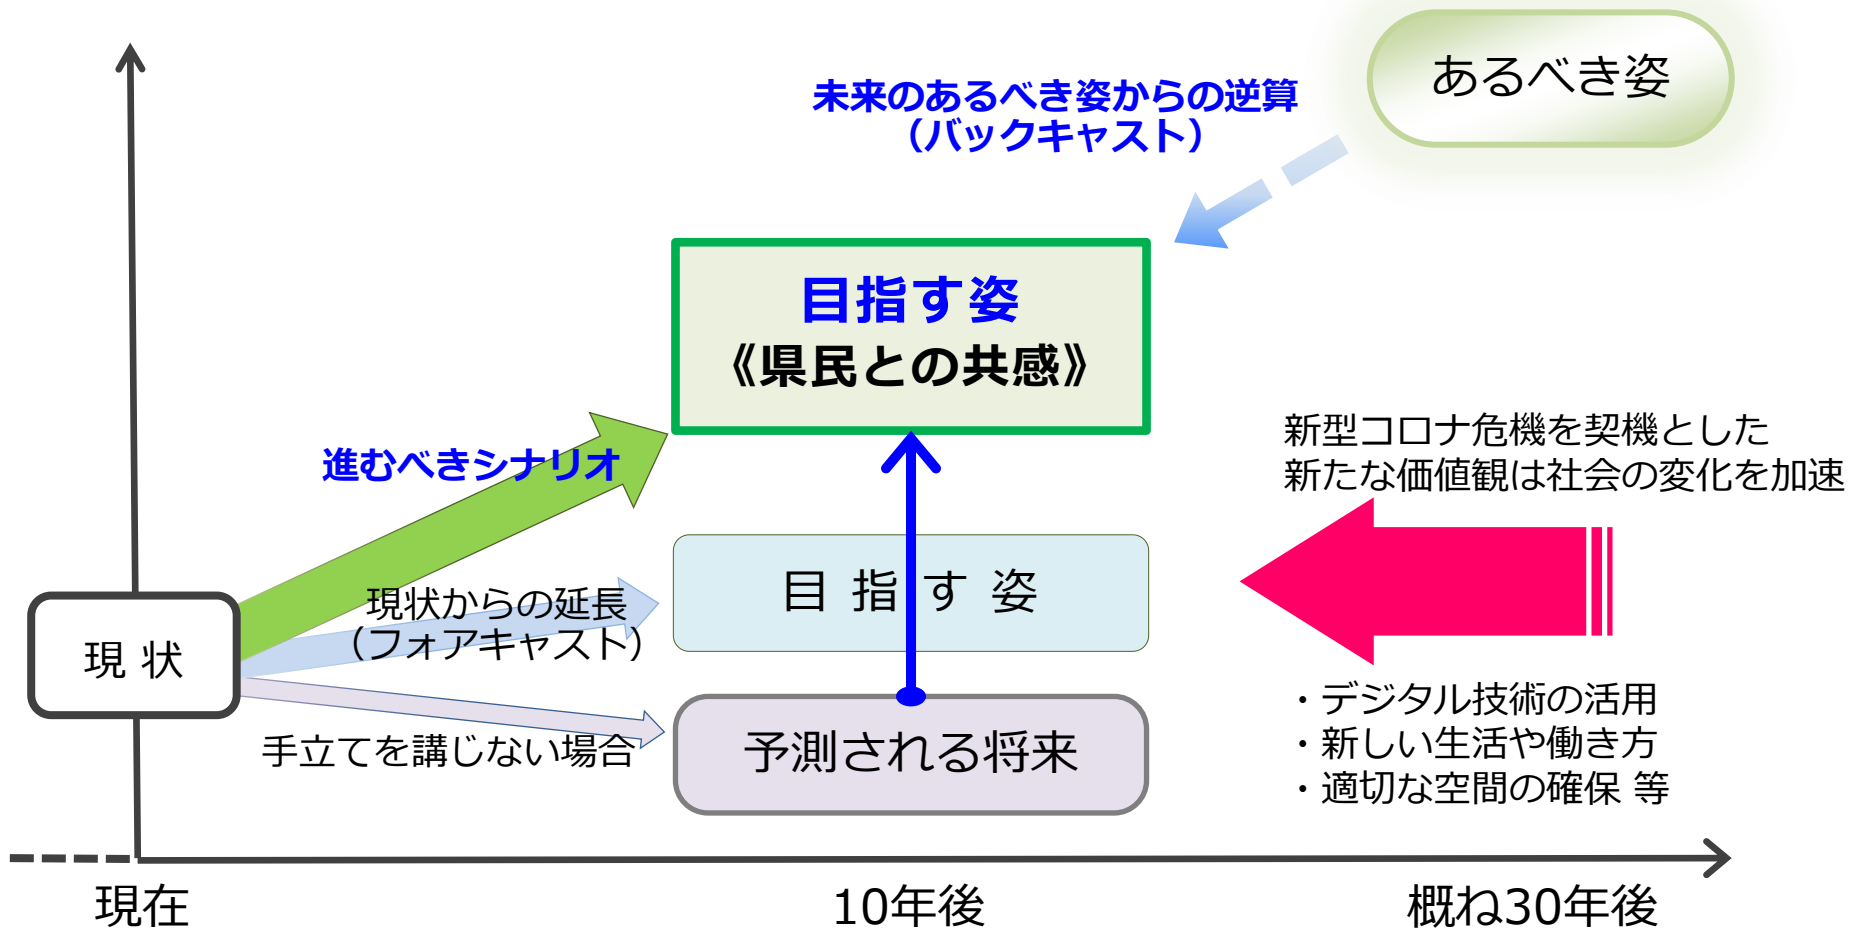 あるべき姿
未来のあるべき姿からの逆算
（バックキャスト）
目指す姿
《県民との共感》
進むべきシナリオ
新型コロナ危機を契機とした
新たな価値観は社会の変化を加速
現状からの延長
（フォアキャスト）
目 指 す 姿
現 状
手立てを講じない場合
予測される将来
・デジタル技術の活用
・新しい生活や働き方
・適切な空間の確保 等
現在
10年後
概ね30年後